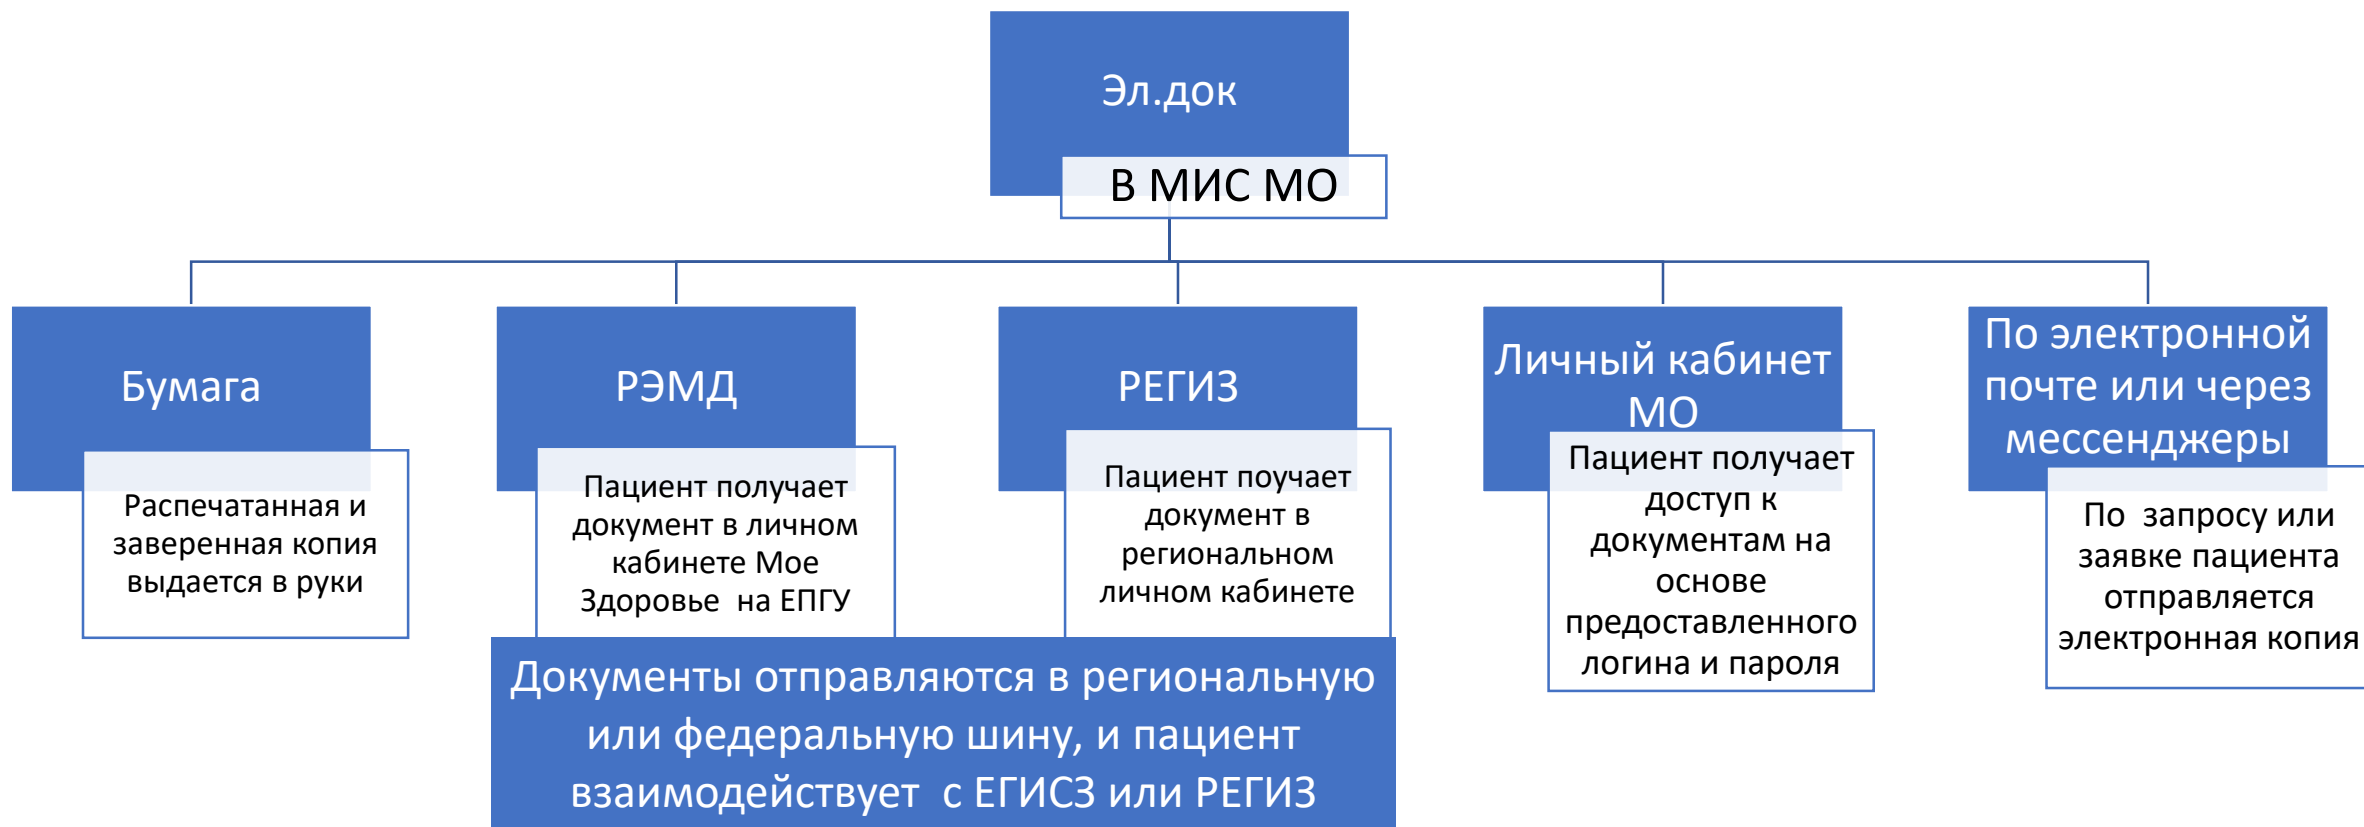 Эл.док
В МИС МО
Бумага
Распечатанная и
заверенная копия
выдается в руки
РЭМД
Пациент получает
документ в личном
кабинете Мое
Здоровье на ЕПГУ
РЕГИЗ
Пациент поучает
документ в
региональном
личном кабинете
Личный кабинет
МО
Пациент получает
доступ к
документам на
основе
предоставленного
логина и пароля
По электронной
почте или через
мессенджеры
По запросу или
заявке пациента
отправляется
электронная копия
Документы отправляются в региональную
или федеральную шину, и пациент
взаимодействует с ЕГИСЗ или РЕГИЗ